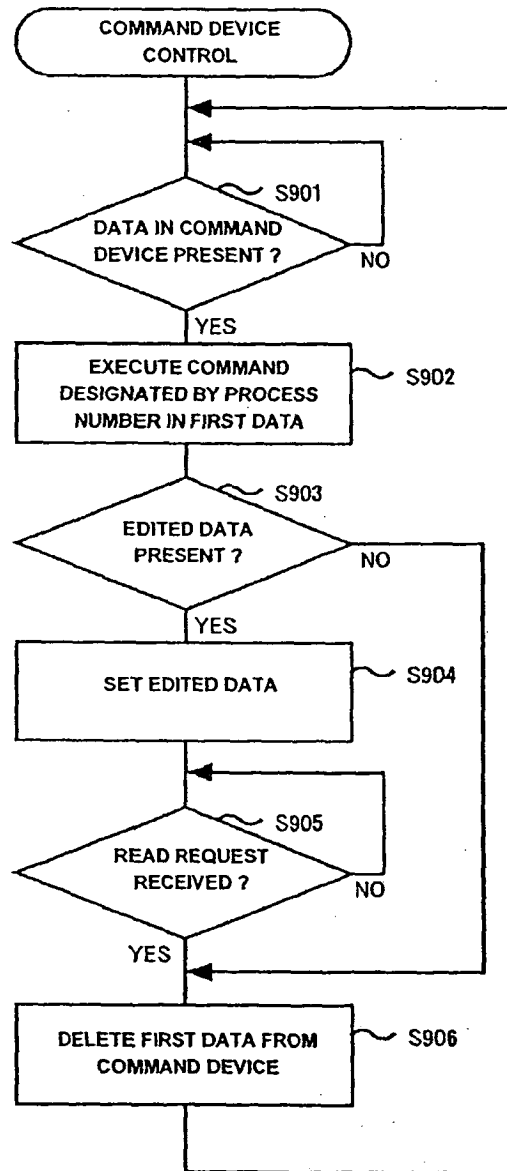 COMMAND DEVICE
CONTROL
S901
DATA IN COMMAND
DEVICE PRESENT ?
NO
YES
EXECUTE COMMAND
DESIGNATED BY PROCESS
NUMBER IN FIRST DATA
S902
S903
EDITED DATA
PRESENT ?
NO
YES
SET EDITED DATA
S904
S905
READ REQUEST
RECEIVED ?
NO
YES
DELETE FIRST DATA FROM
COMMAND DEVICE
S906